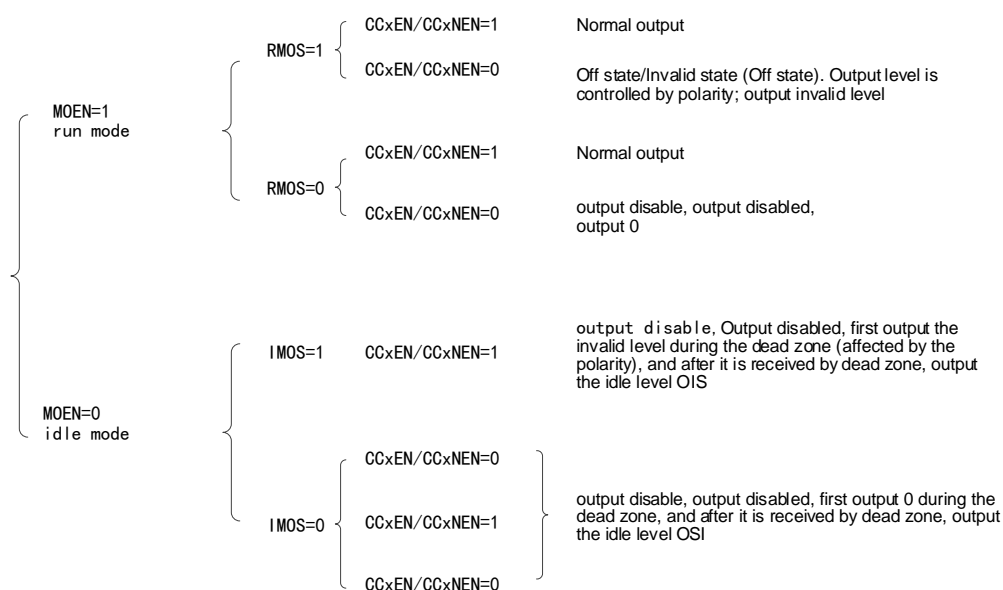 RMOS=1
CCxEN/CCxNEN=1
Normal output
CCxEN/CCxNEN=0
Off state/Invalid state (Off state). Output level is
controlled by polarity; output invalid level
MOEN=1
run mode
RMOS=0
CCxEN/CCxNEN=1
Normal output
CCxEN/CCxNEN=0
output disable, output disabled,
output 0
MOEN=0
idle mode
IMOS=1
CCxEN/CCxNEN=1
output disable, Output disabled, first output the
invalid level during the dead zone (affected by the
polarity), and after it is received by dead zone, output
the idle level OIS
IMOS=0
CCxEN/CCxNEN=0
CCxEN/CCxNEN=1
CCxEN/CCxNEN=0
output disable, output disabled, first output 0 during the
dead zone, and after it is received by dead zone, output
the idle level OSI